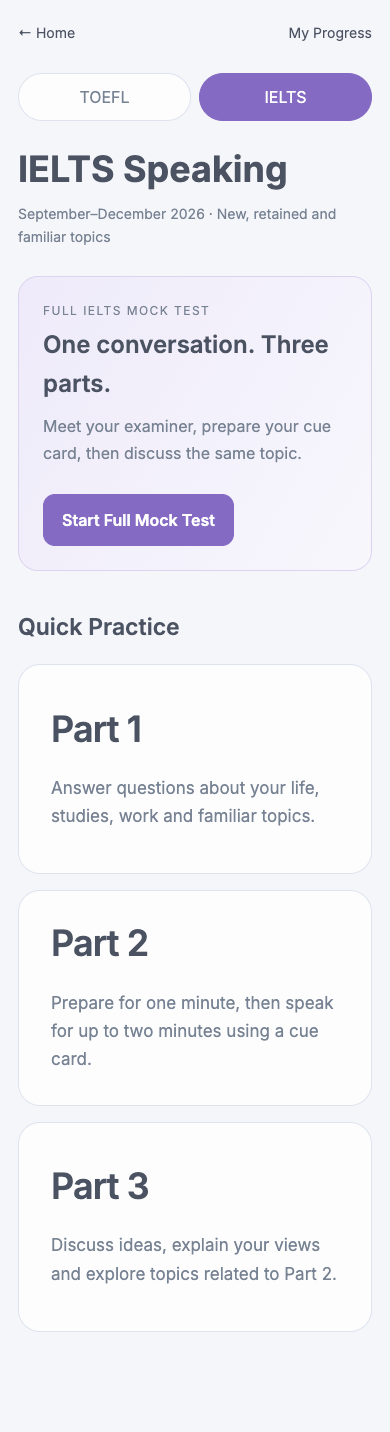 ← Home
My Progress
TOEFL
IELTS
IELTS Speaking
September–December 2026 · New, retained and
familiar topics
FULL IELTS MOCK TEST
One conversation. Three
parts.
Meet your examiner, prepare your cue
card, then discuss the same topic.
Start Full Mock Test
Quick Practice
Part 1
Answer questions about your life,
studies, work and familiar topics.
Part 2
Prepare for one minute, then speak
for up to two minutes using a cue
card.
Part 3
Discuss ideas, explain your views
and explore topics related to Part 2.